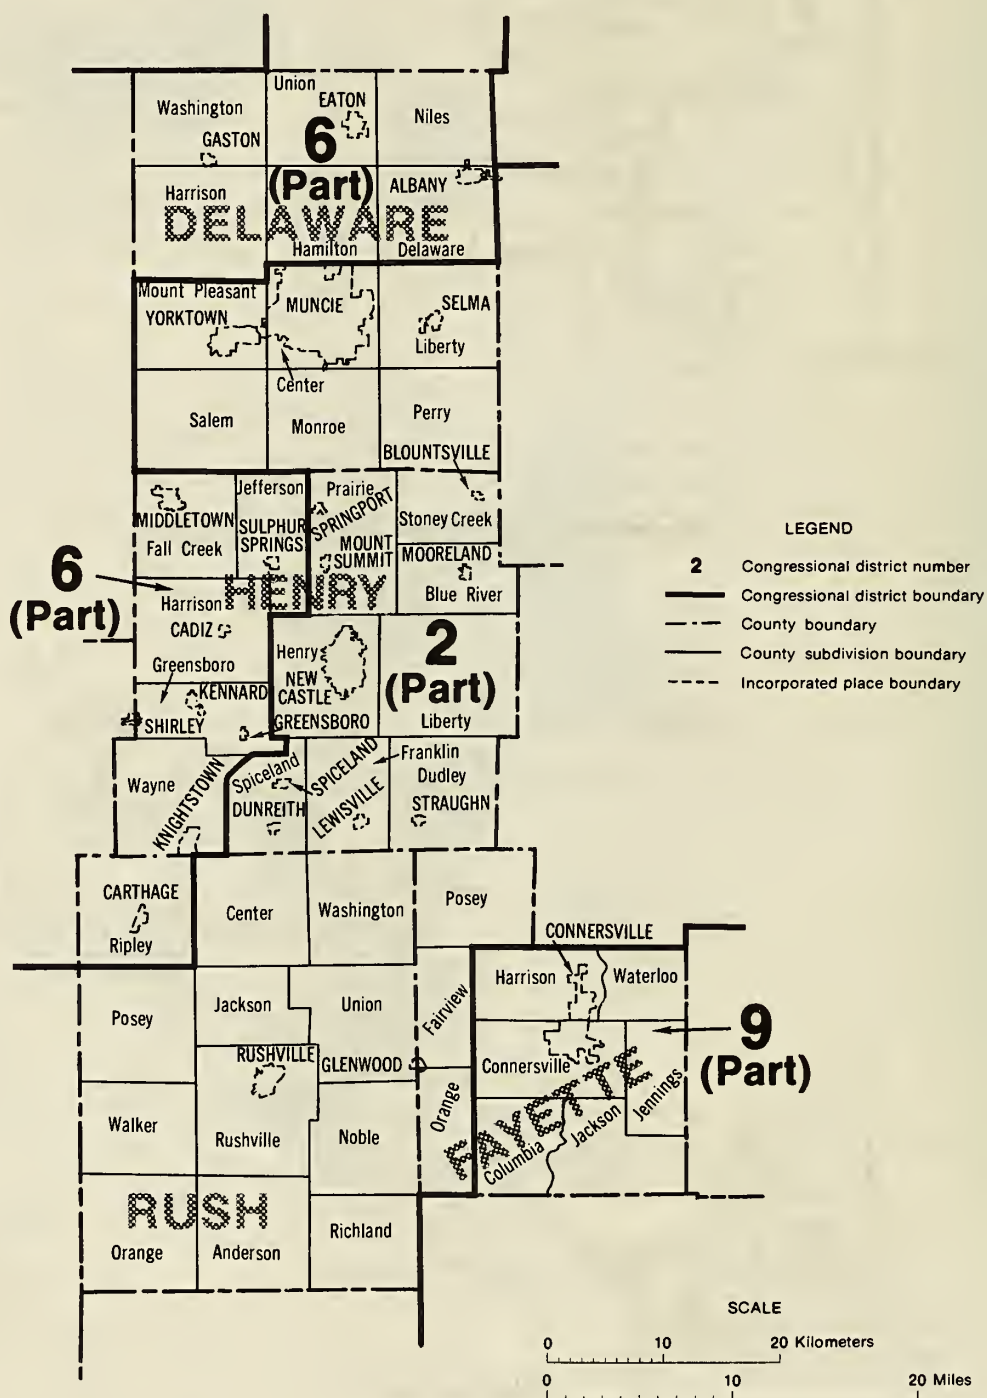 Union
Washington
EATON
Niles
GASTON
6
(Part)
Harrison
ALBANY
DELAWARE
Hamilton
Delaware
Mount Pleasant
MUNCIE
SELMA
YORKTOWN
Liberty
Center
Salem
Monroe
Perry
BLOUNTSVILLE
Jefferson
Prairie
SPRINGPORT
MIDDLETOWN
SULPHUR
SPRINGS
Stoney Creek
Fall Creek
MOUNT
SUMMIT
MOORELAND
6
(Part)
HENRY
Blue River
Harrison
CADIZ
Henry
2
(Part)
Greensboro
NEW
CASTLE
KENNARD
GREENSBORO
Liberty
SHIRLEY
Wayne
KNIGHTSTOWN
Spiceland
SPICELAND
Franklin
Dudley
DUNREITH
LEWISVILLE
STRAUGHN
LEGEND
2 Congressional district number
Congressional district boundary
County boundary
County subdivision boundary
Incorporated place boundary
CARTHAGE
Ripley
Center
Washington
Posey
CONNERSVILLE
Harrison
Waterloo
Posey
Jackson
Union
Fairview
9
(Part)
RUSHVILLE
GLENWOOD
Connersville
FAYETTE
Jennings
Walker
Rushville
Noble
Orange
Columbia
Jackson
RUSH
Orange
Anderson
Richland
SCALE
0 10 20 Kilometers
0 10 20 Miles